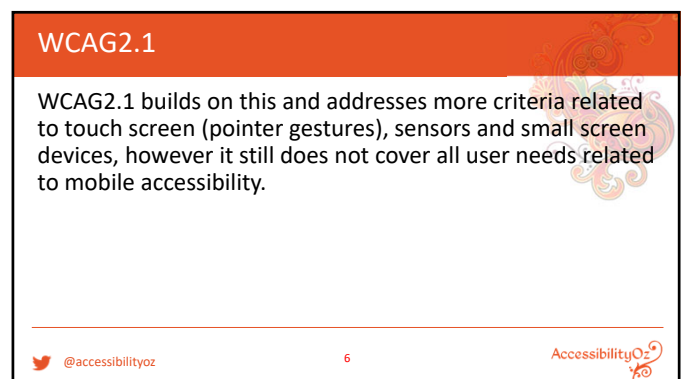 WCAG2.1
WCAG2.1 builds on this and addresses more criteria related
to touch screen (pointer gestures), sensors and small screen
devices, however it still does not cover all user needs related
to mobile accessibility.
@accessibilityoz
6
AccessibilityOz